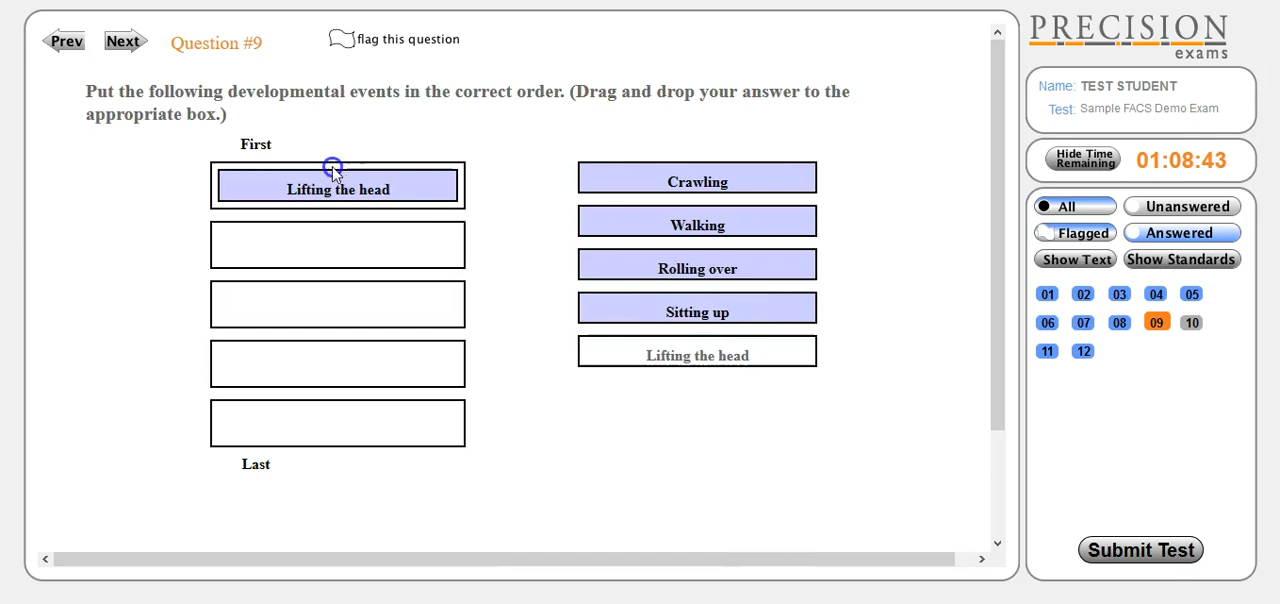 Prev
Next
Question #9
flag this question
PRECISION
exams
Put the following developmental events in the correct order. (Drag and drop your answer to the
appropriate box.)
First
Lifting the head
Last
Crawling
Walking
Rolling over
Sitting up
Lifting the head
Name: TEST STUDENT
Test: Sample FACS Demo Exam
Hide Time
Remaining
01:08:43
All
Unanswered
Flagged
Answered
Show Text
Show Standards
01 02 03 04 05
06 07 08 09 10
11 12
Submit Test